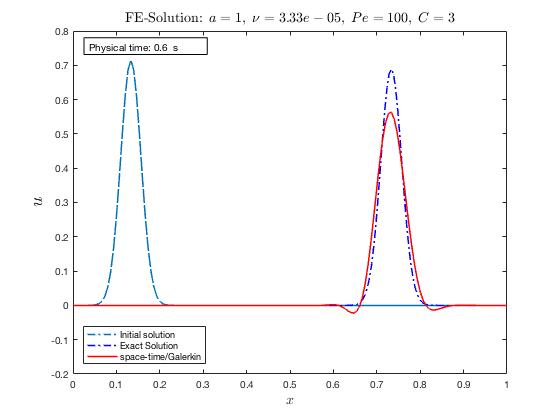 FE-Solution: a = 1, ν = 3.33e − 05, Pe = 100, C = 3
0.8
Physical time: 0.6 s
0.7
0.6
0.5
0.4
u
0.3
0.2
0.1
0
-0.1
Initial solution
Exact Solution
space-time/Galerkin
-0.2
0 0.1 0.2 0.3 0.4 0.5 0.6 0.7 0.8 0.9 1
x